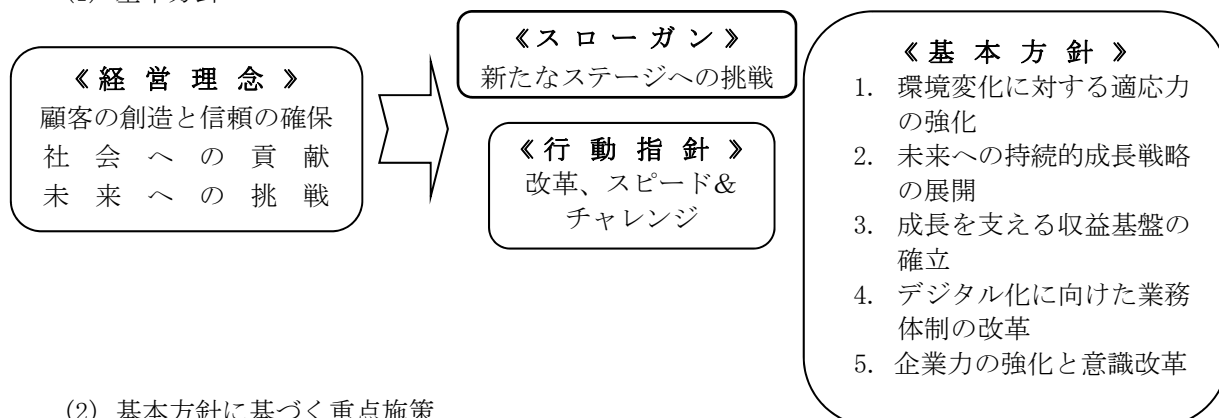 (1) 基本方針
《経営理念》
顧客の創造と信頼の確保
社会への貢献
未来への挑戦
《スローガン》
新たなステージへの挑戦
《行動指針》
改革、スピード＆
チャレンジ
《基本方針》
1. 環境変化に対する適応力
の強化
2. 未来への持続的成長戦略
の展開
3. 成長を支える収益基盤の
確立
4. デジタル化に向けた業務
体制の改革
5. 企業力の強化と意識改革
(2) 基本方針に基づく重点施策